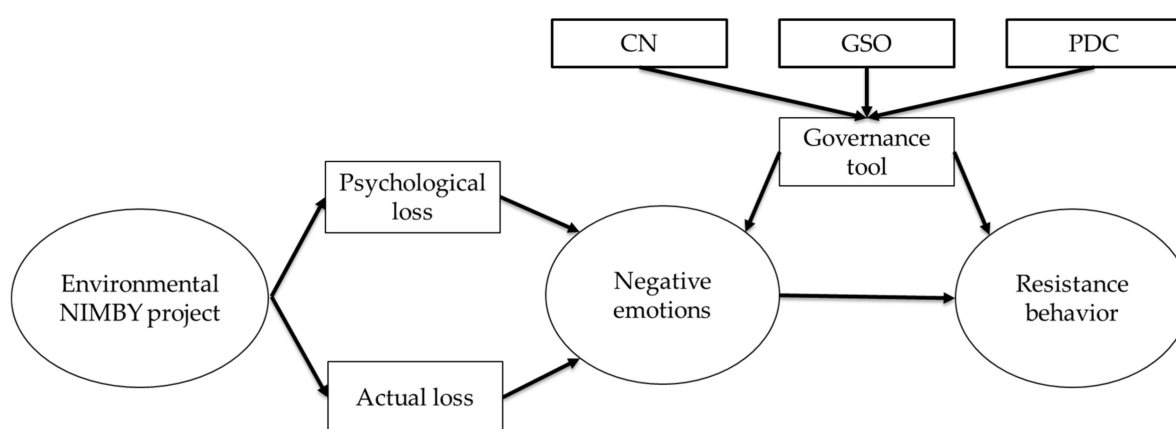 CN
GSO
PDC
Governance
tool
Psychological
loss
Environmental
NIMBY project
Negative
emotions
Resistance
behavior
Actual loss